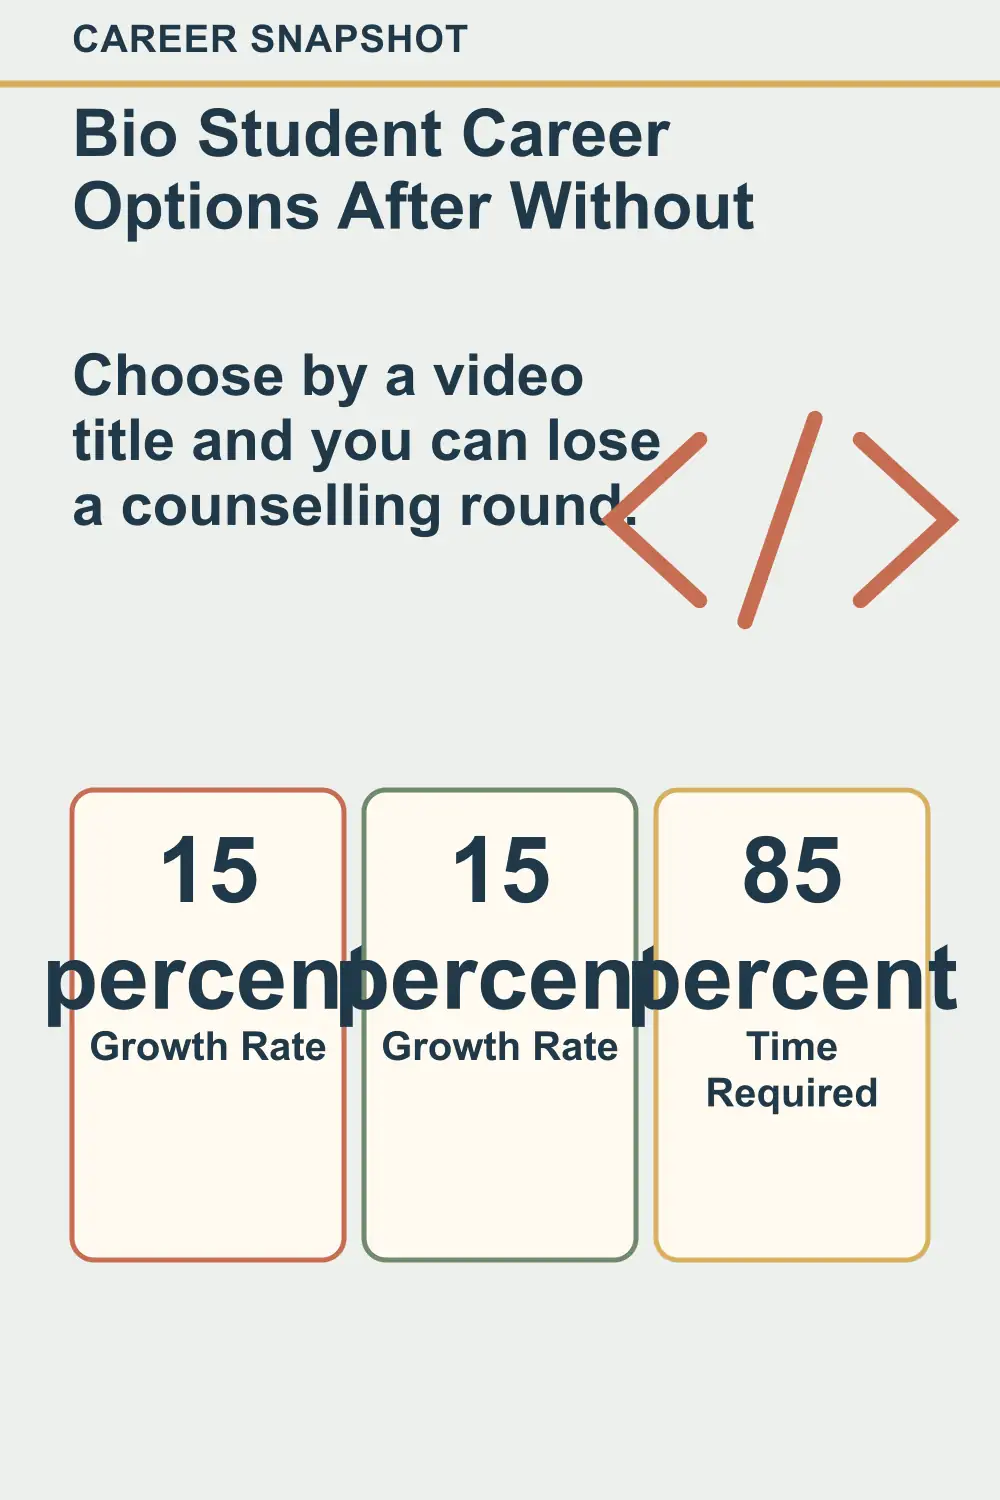 CAREER SNAPSHOT
Bio Student Career
Options After Without
Choose by a video
title and you can lose
a counselling round.
15
percent
Growth Rate
15
percent
Growth Rate
85
percent
Time
Required